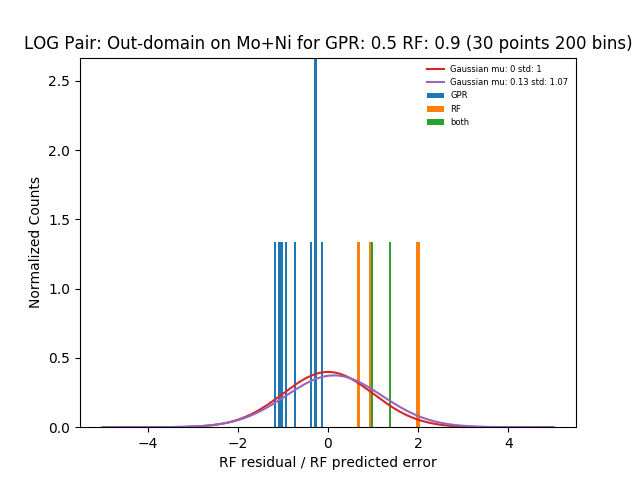 LOG Pair: Out-domain on Mo+Ni for GPR: 0.5 RF: 0.9 (30 points 200 bins)
Gaussian mu: 0 std: 1
Gaussian mu: 0.13 std: 1.07
GPR
RF
both
Normalized Counts
2.5
2.0
1.5
1.0
0.5
0.0
−4 −2 0 2 4
RF residual / RF predicted error